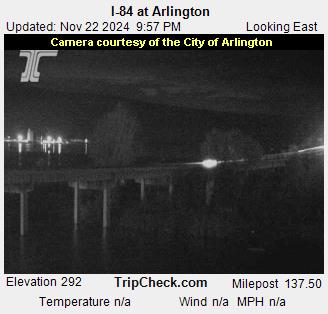 I-84 at Arlington
Updated: Nov 22 2024 9:57 PM Looking East
Camera courtesy of the City of Arlington
Elevation 292 TripCheck.com Milepost 137.50
Temperature n/a Wind n/a MPH n/a